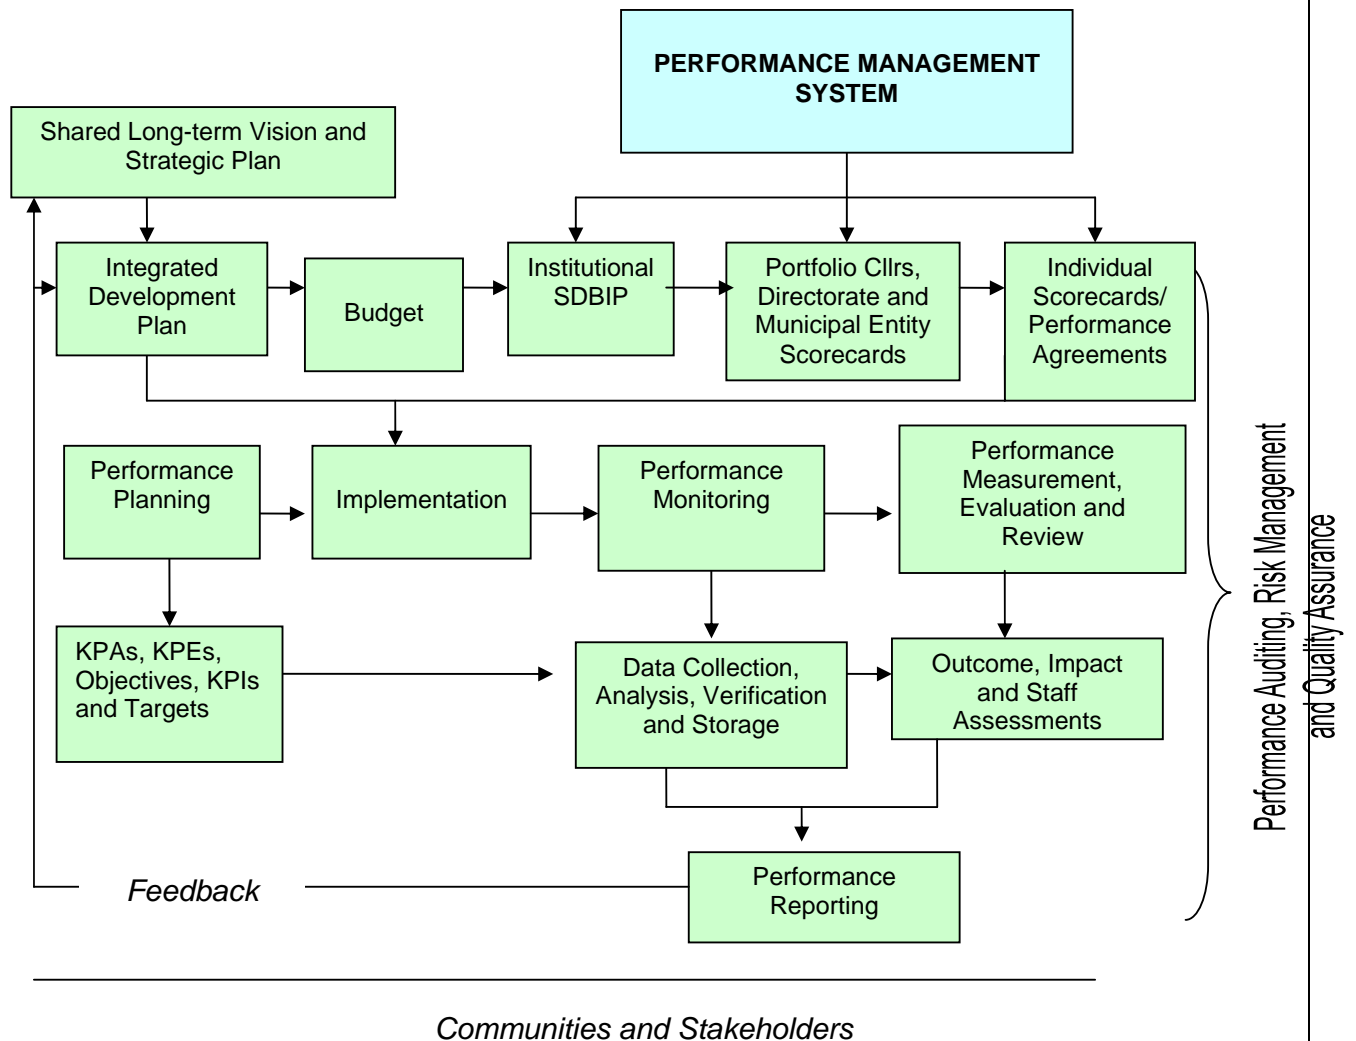 PERFORMANCE MANAGEMENT
SYSTEM
Shared Long-term Vision and
Strategic Plan
Integrated
Development
Plan
Budget
Institutional
SDBIP
Portfolio Cllrs,
Directorate and
Municipal Entity
Scorecards
Individual
Scorecards/
Performance
Agreements
Performance
Planning
Implementation
Performance
Monitoring
Performance
Measurement,
Evaluation and
Review
KPAs, KPEs,
Objectives, KPIs
and Targets
Data Collection,
Analysis, Verification
and Storage
Outcome, Impact
and Staff
Assessments
Performance Auditing, Risk Management
and Quality Assurance
Feedback
Performance
Reporting
Communities and Stakeholders